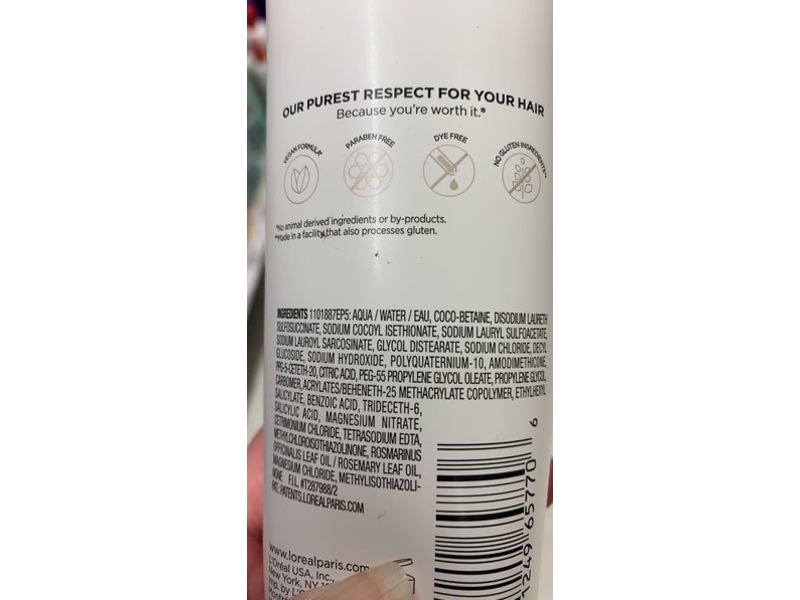 OUR PUREST RESPECT FOR YOUR HAIR
Because you're worth it.®
VEGAN FORMULA*
PARABEN FREE
DYE FREE
NO GLUTEN INGREDIENTS**
*No animal derived ingredients or by-products.
**Made in a facility that also processes gluten.
INGREDIENTS 1101887EP5: AQUA / WATER / EAU, COCO-BETAINE, DISODIUM LAURETH
SULFOSUCCINATE, SODIUM COCOYL ISETHIONATE, SODIUM LAURYL SULFOACETATE,
SODIUM LAUROYL SARCOSINATE, GLYCOL DISTEARATE, SODIUM CHLORIDE, DECYL
GLUCOSIDE, SODIUM HYDROXIDE, POLYQUATERNIUM-10, AMODIMETHICONE,
PPG-5-CETETH-20, CITRIC ACID, PEG-55 PROPYLENE GLYCOL OLEATE, PROPYLENE GLYCOL,
CARBOMER, ACRYLATES/BEHENETH-25 METHACRYLATE COPOLYMER, ETHYLHEXYL
SALICYLATE, BENZOIC ACID, TRIDECETH-6,
SALICYLIC ACID, MAGNESIUM NITRATE,
CETRIMONIUM CHLORIDE, TETRASODIUM EDTA,
METHYLCHLOROISOTHIAZOLINONE, ROSMARINUS
OFFICINALIS LEAF OIL / ROSEMARY LEAF OIL,
MAGNESIUM CHLORIDE, METHYLISOTHIAZOLI-
NONE F.I.L. #T287988/2
PAT. PATENTS.LOREALPARIS.COM
www.lorealparis.com
L'Oréal USA, Inc.,
New York, NY
Imp. by
1249 65770 6